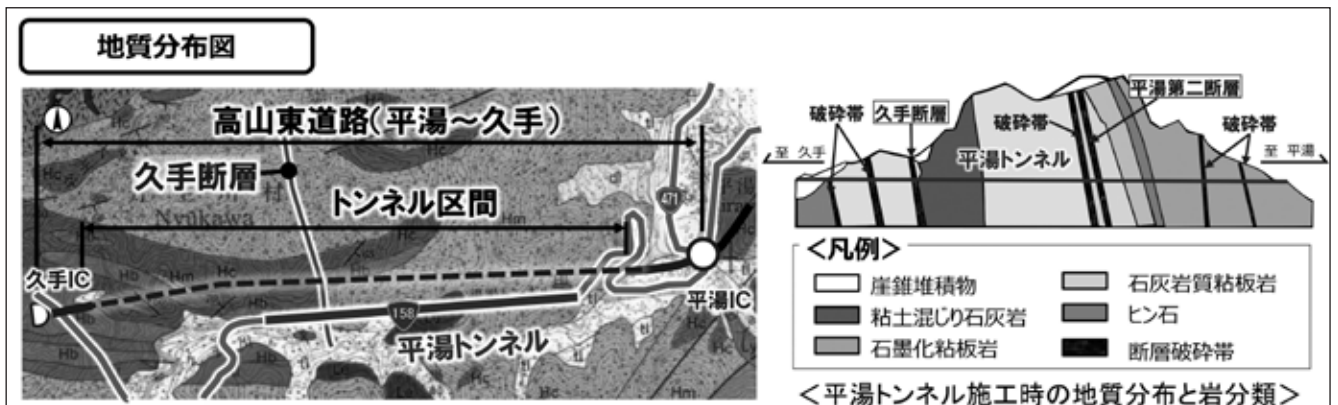 地質分布図
高山東道路(平湯～久手)
久手断層
トンネル区間
Nyūkawa
471
久手IC
平湯IC
158
平湯トンネル
Hc
Hm
Hb
平湯第二断層
破砕帯
久手断層
破砕帯
破砕帯
至 久手
平湯トンネル
至 平湯
<凡例>
崖錐堆積物
石灰岩質粘板岩
粘土混じり石灰岩
ヒン石
石墨化粘板岩
断層破砕帯
<平湯トンネル施工時の地質分布と岩分類>